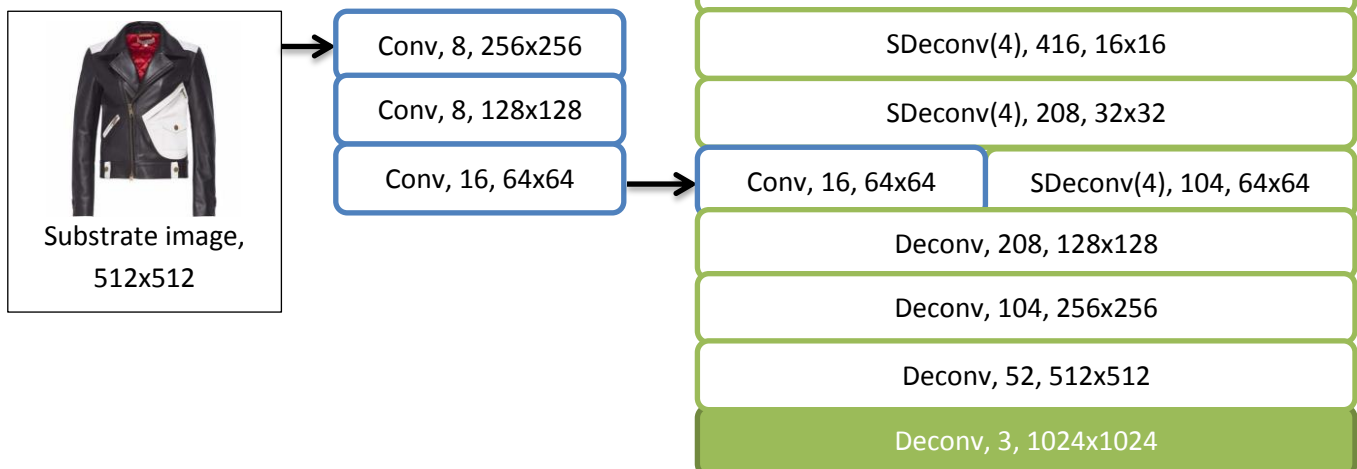 Substrate image,
512x512
Conv, 8, 256x256
Conv, 8, 128x128
Conv, 16, 64x64
SDeconv(4), 416, 16x16
SDeconv(4), 208, 32x32
Conv, 16, 64x64
SDeconv(4), 104, 64x64
Deconv, 208, 128x128
Deconv, 104, 256x256
Deconv, 52, 512x512
Deconv, 3, 1024x1024